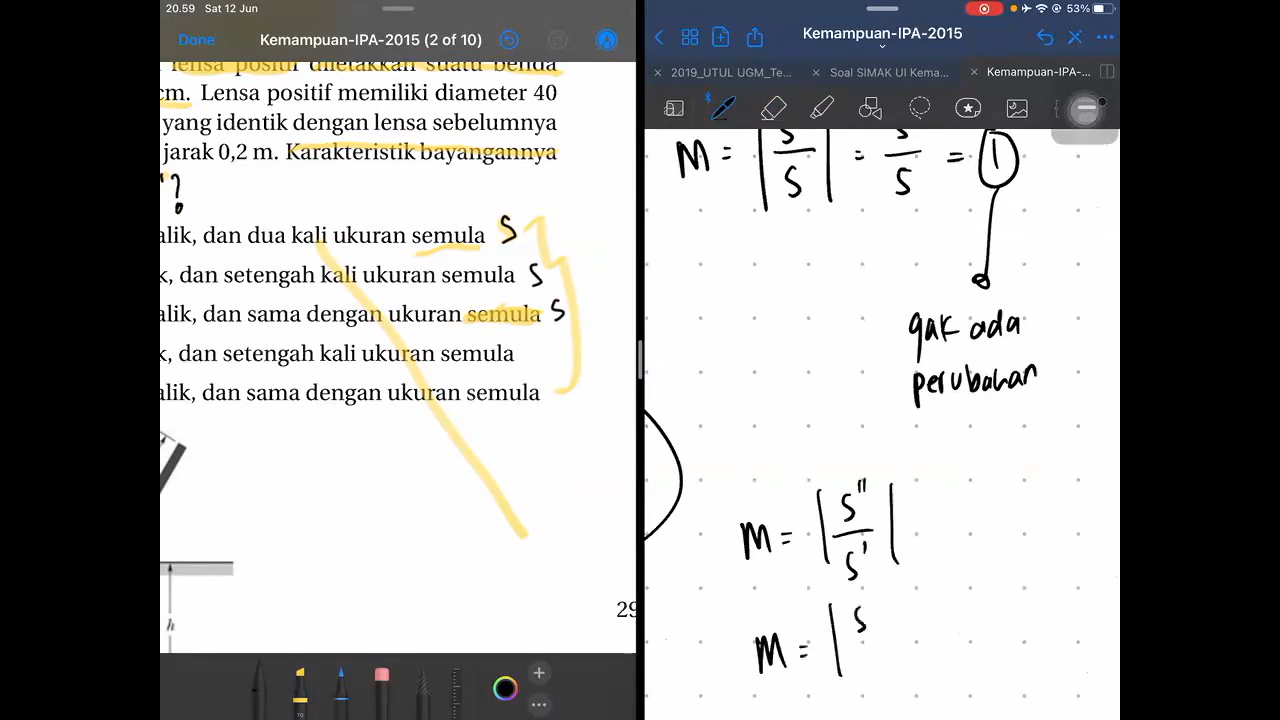 20.59 Sat 12 Jun
53%
Done
Kemampuan-IPA-2015 (2 of 10)
lensa positif diletakkan suatu benda
cm. Lensa positif memiliki diameter 40
yang identik dengan lensa sebelumnya
jarak 0,2 m. Karakteristik bayangannya
?
alik, dan dua kali ukuran semula S
k, dan setengah kali ukuran semula S
alik, dan sama dengan ukuran semula S
k, dan setengah kali ukuran semula
alik, dan sama dengan ukuran semula
29
h
70
Kemampuan-IPA-2015
2019_UTUL UGM_Te...
Soal SIMAK UI Kema...
Kemampuan-IPA-...
M = | S / S | = S / S = 1
gak ada
perubahan
M = | S'' / S' |
M = | S